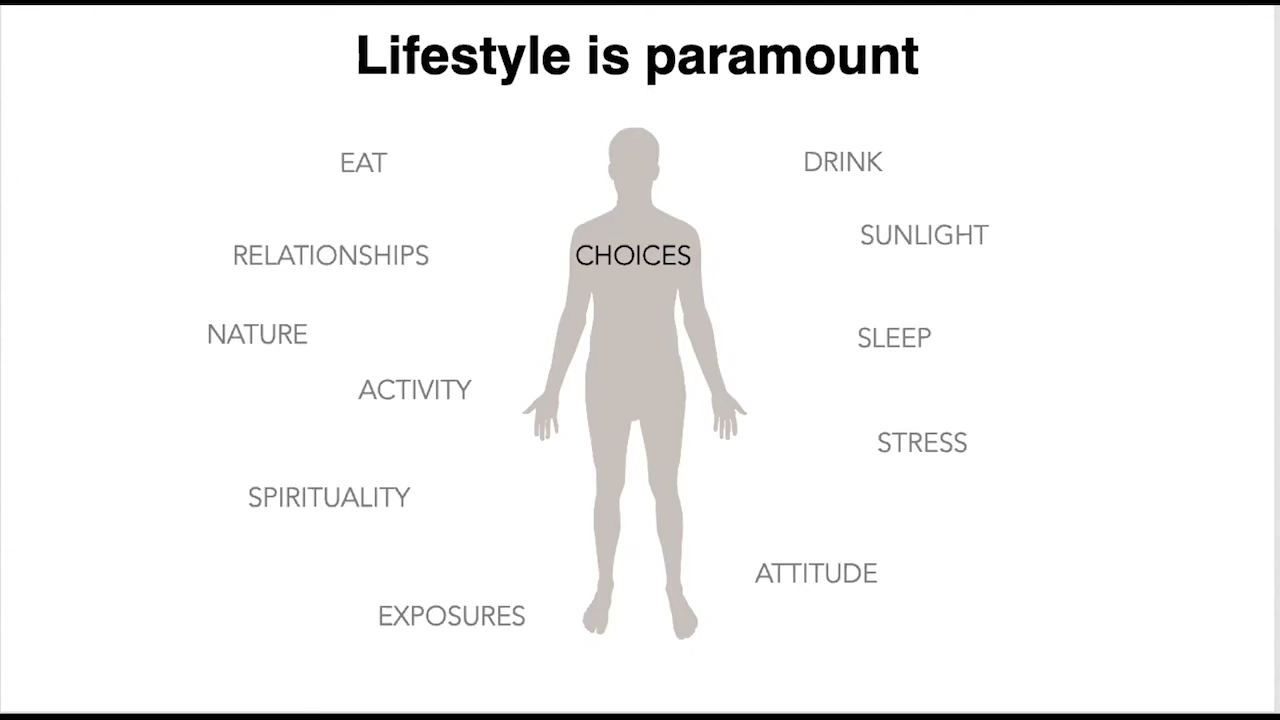 Lifestyle is paramount
EAT
DRINK
SUNLIGHT
RELATIONSHIPS
CHOICES
NATURE
SLEEP
ACTIVITY
STRESS
SPIRITUALITY
ATTITUDE
EXPOSURES